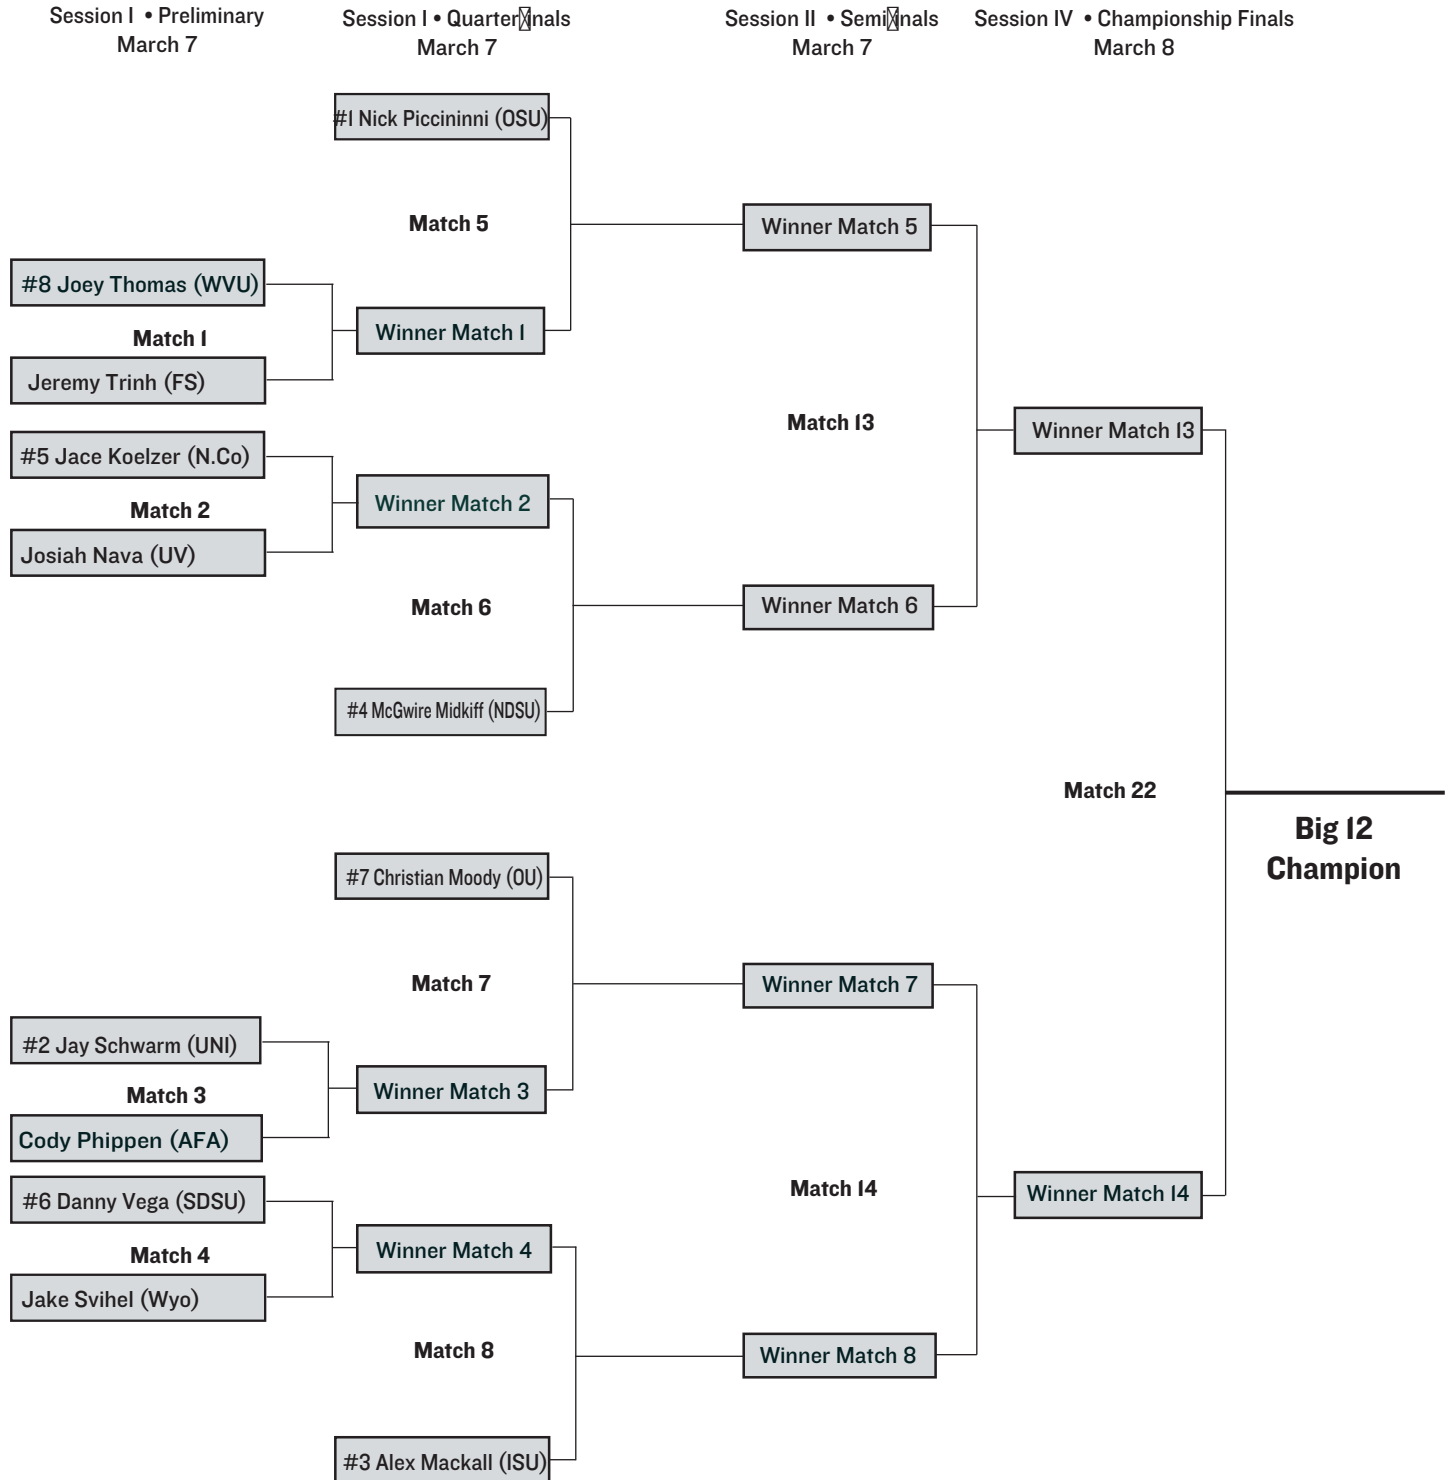 Session I • Preliminary
March 7
Session I • Quarterfinals
March 7
Session II • Semifinals
March 7
Session IV • Championship Finals
March 8
#1 Nick Piccininni (OSU)
Match 5
Winner Match 5
#8 Joey Thomas (WVU)
Match 1
Winner Match 1
Jeremy Trinh (FS)
Match 13
Winner Match 13
#5 Jace Koelzer (N.Co)
Match 2
Winner Match 2
Josiah Nava (UV)
Match 6
Winner Match 6
#4 McGwire Midkiff (NDSU)
Match 22
Big 12
Champion
#7 Christian Moody (OU)
Match 7
Winner Match 7
#2 Jay Schwarm (UNI)
Match 3
Winner Match 3
Cody Phippen (AFA)
Match 14
Winner Match 14
#6 Danny Vega (SDSU)
Match 4
Winner Match 4
Jake Svihel (Wyo)
Match 8
Winner Match 8
#3 Alex Mackall (ISU)